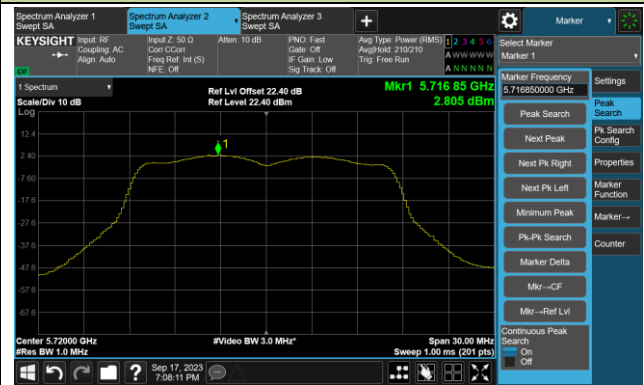 Spectrum Analyzer 1
Swept SA
Spectrum Analyzer 2
Swept SA
Spectrum Analyzer 3
Swept SA
Marker
KEYSIGHT
Input: RF
Coupling: AC
Align: Auto
Input Z: 50 Ω
Corr CCorr
Freq Ref: Int (S)
NFE: Off
Atten: 10 dB
PNO: Fast
Gate: Off
IF Gain: Low
Sig Track: Off
Avg Type: Power (RMS)
Avg|Hold: 210/210
Trig: Free Run
1 2 3 4 5 6
A W W W W W
A N N N N N
LXI
Select Marker
Marker 1
1 Spectrum
Scale/Div 10 dB
Log
Ref Lvl Offset 22.40 dB
Ref Level 22.40 dBm
Mkr1 5.716 85 GHz
2.805 dBm
1
12.4
2.40
-7.60
-17.6
-27.6
-37.6
-47.6
-57.6
-67.6
Center 5.72000 GHz
#Res BW 1.0 MHz
#Video BW 3.0 MHz*
Span 30.00 MHz
Sweep 1.00 ms (201 pts)
Marker Frequency
5.716850000 GHz
Peak Search
Next Peak
Next Pk Right
Next Pk Left
Minimum Peak
Pk-Pk Search
Marker Delta
Mkr→CF
Mkr→Ref Lvl
Continuous Peak
Search
On
Off
Settings
Peak
Search
Pk Search
Config
Properties
Marker
Function
Marker→
Counter
Sep 17, 2023
7:08:11 PM